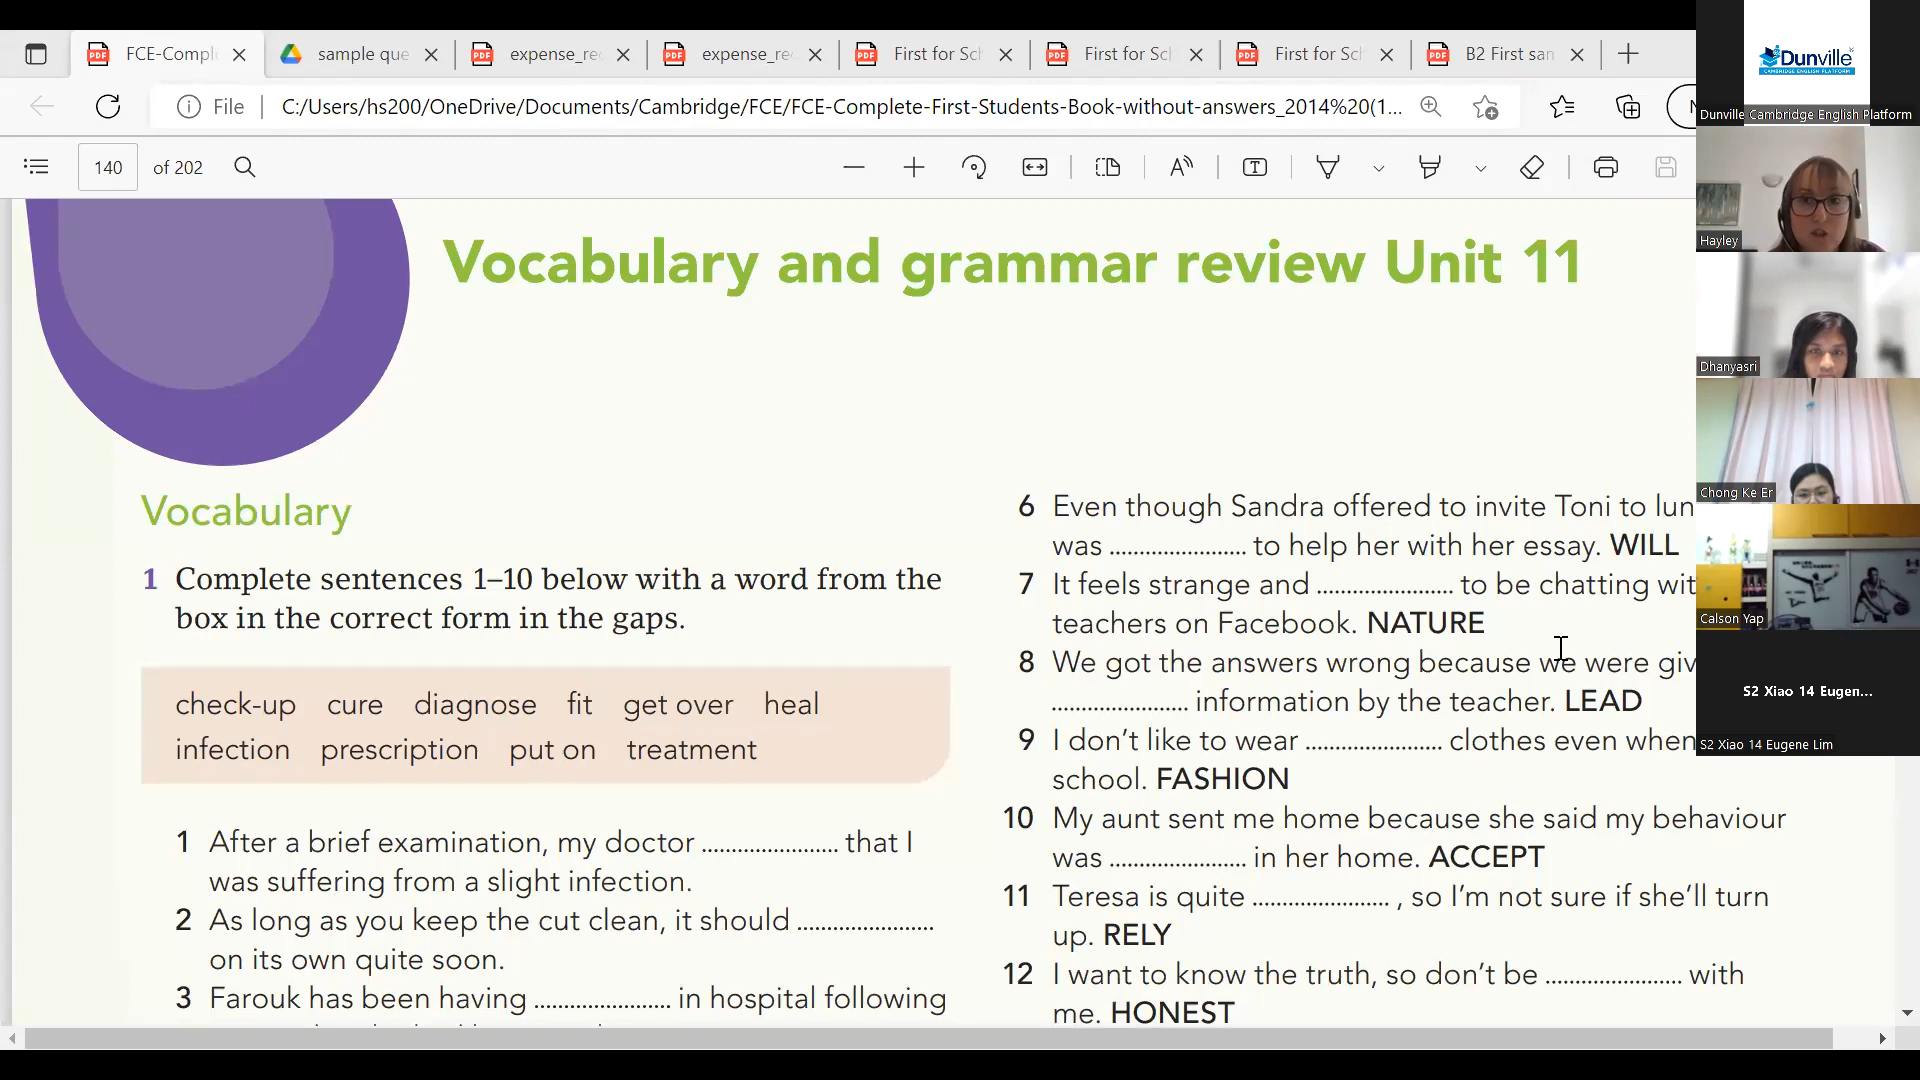 FCE-Compl
sample que
expense_re
expense_re
First for Sch
First for Sch
First for Sch
B2 First san
File
C:/Users/hs200/OneDrive/Documents/Cambridge/FCE/FCE-Complete-First-Students-Book-without-answers_2014%20(1...
140 of 202
Vocabulary and grammar review Unit 11
Vocabulary
1 Complete sentences 1–10 below with a word from the
box in the correct form in the gaps.
check-up cure diagnose fit get over heal
infection prescription put on treatment
1 After a brief examination, my doctor ...................... that I
was suffering from a slight infection.
2 As long as you keep the cut clean, it should ......................
on its own quite soon.
3 Farouk has been having ...................... in hospital following
6 Even though Sandra offered to invite Toni to lun
was ...................... to help her with her essay. WILL
7 It feels strange and ...................... to be chatting wit
teachers on Facebook. NATURE
8 We got the answers wrong because we were giv
...................... information by the teacher. LEAD
9 I don't like to wear ...................... clothes even when
school. FASHION
10 My aunt sent me home because she said my behaviour
was ...................... in her home. ACCEPT
11 Teresa is quite ...................... , so I'm not sure if she'll turn
up. RELY
12 I want to know the truth, so don't be ...................... with
me. HONEST
Dunville
CAMBRIDGE ENGLISH PLATFORM
Dunville Cambridge English Platform
Hayley
Dhanyasri
Chong Ke Er
Calson Yap
S2 Xiao 14 Eugen...
S2 Xiao 14 Eugene Lim